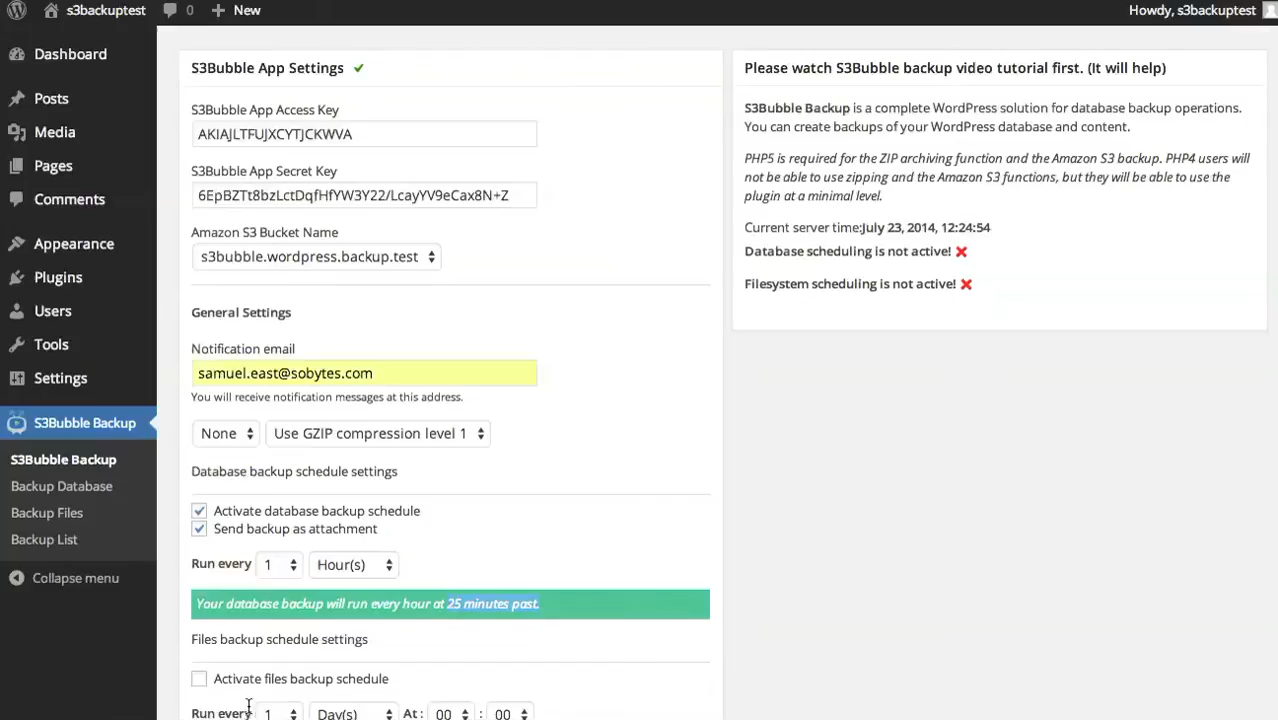 s3backuptest 0 New Howdy, s3backuptest
Dashboard
Posts
Media
Pages
Comments
Appearance
Plugins
Users
Tools
Settings
S3Bubble Backup
S3Bubble Backup
Backup Database
Backup Files
Backup List
Collapse menu
S3Bubble App Settings
S3Bubble App Access Key
AKIAJLTFUJXCYTJCKWVA
S3Bubble App Secret Key
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
Amazon S3 Bucket Name
s3bubble.wordpress.backup.test
General Settings
Notification email
samuel.east@sobytes.com
You will receive notification messages at this address.
None Use GZIP compression level 1
Database backup schedule settings
Activate database backup schedule
Send backup as attachment
Run every 1 Hour(s)
Your database backup will run every hour at 25 minutes past.
Files backup schedule settings
Activate files backup schedule
Run every 1 Day(s) At: 00 : 00
Please watch S3Bubble backup video tutorial first. (It will help)
S3Bubble Backup is a complete WordPress solution for database backup operations.
You can create backups of your WordPress database and content.
PHP5 is required for the ZIP archiving function and the Amazon S3 backup. PHP4 users will
not be able to use zipping and the Amazon S3 functions, but they will be able to use the
plugin at a minimal level.
Current server time:July 23, 2014, 12:24:54
Database scheduling is not active!
Filesystem scheduling is not active!